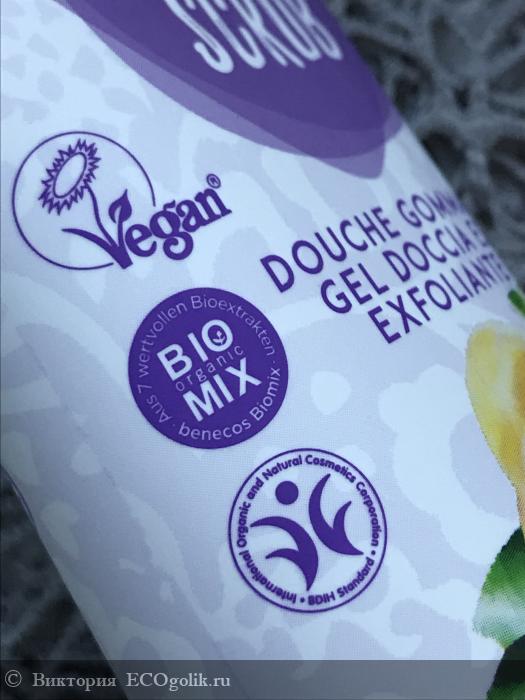 SCRUB
Vegan®
DOUCHE
GEL DOCCIA
EXFOLIANTE
Aus 7 wertvollen Bioextrakten
BIO
organic
MIX
benecos Biomix
International Organic and Natural Cosmetics Corporation
BDIH Standard
© Виктория ECOgolik.ru